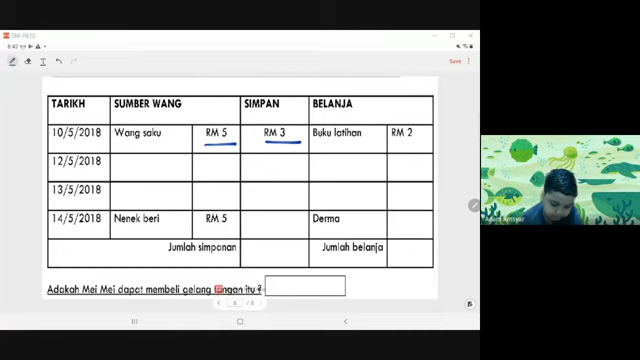 SM-P610
8:42
Save
TARIKH SUMBER WANG SIMPAN BELANJA
10/5/2018 Wang saku RM 5 RM 3 Buku latihan RM 2
12/5/2018
13/5/2018
14/5/2018 Nenek beri RM 5 Derma
Jumlah simpanan Jumlah belanja
Adakah Mei Mei dapat membeli gelang tangan itu ?
Adam Amsyar